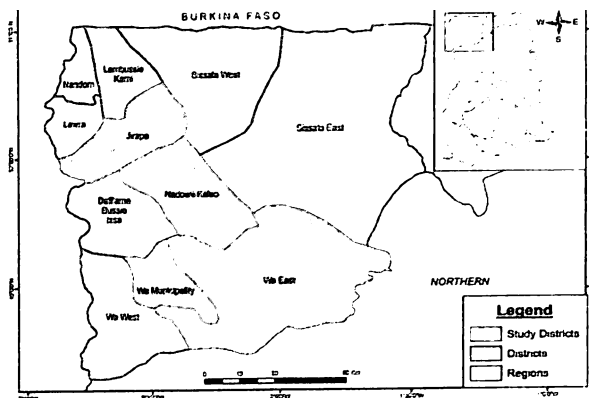 BURKINA FASO
W E
S
Nandom
Lambussie
Karni
Sissala West
Lawra
Jirapa
Sissala East
Nadowli Kaleo
Daffiama
Bussie
Issa
Wa East
Wa Municipality
Wa West
NORTHERN
Legend
Study Districts
Districts
Regions